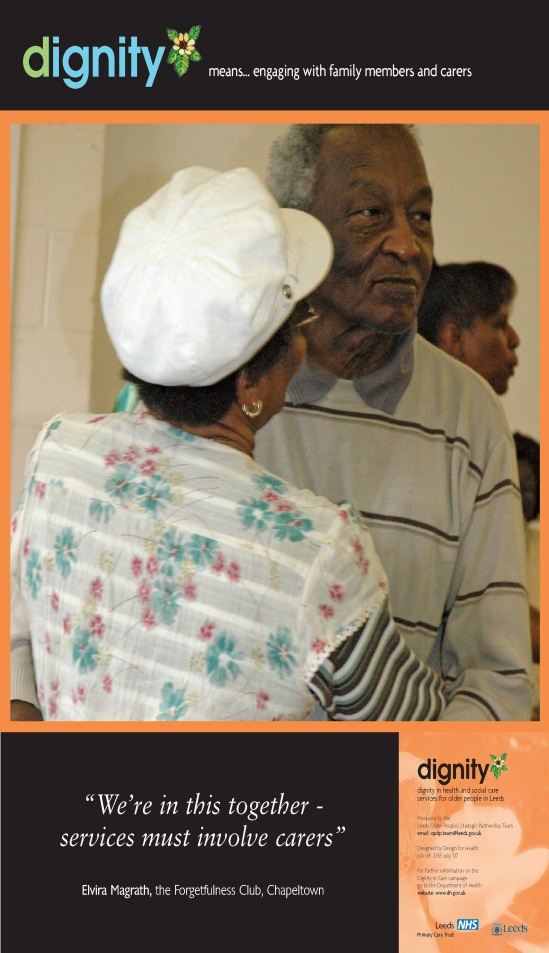 dignity
means... engaging with family members and carers
“We’re in this together -
services must involve carers”
Elvira Magrath, the Forgetfulness Club, Chapeltown
dignity
dignity in health and social care
services for older people in Leeds
Produced by the
Leeds Older People's Strategic Partnership Team
email: opdp.team@leeds.gov.uk
Designed by Design for Health
For further information on the
Dignity in Care campaign
go to the Department of Health
website: www.dh.gov.uk
Leeds NHS
Primary Care Trust
Leeds